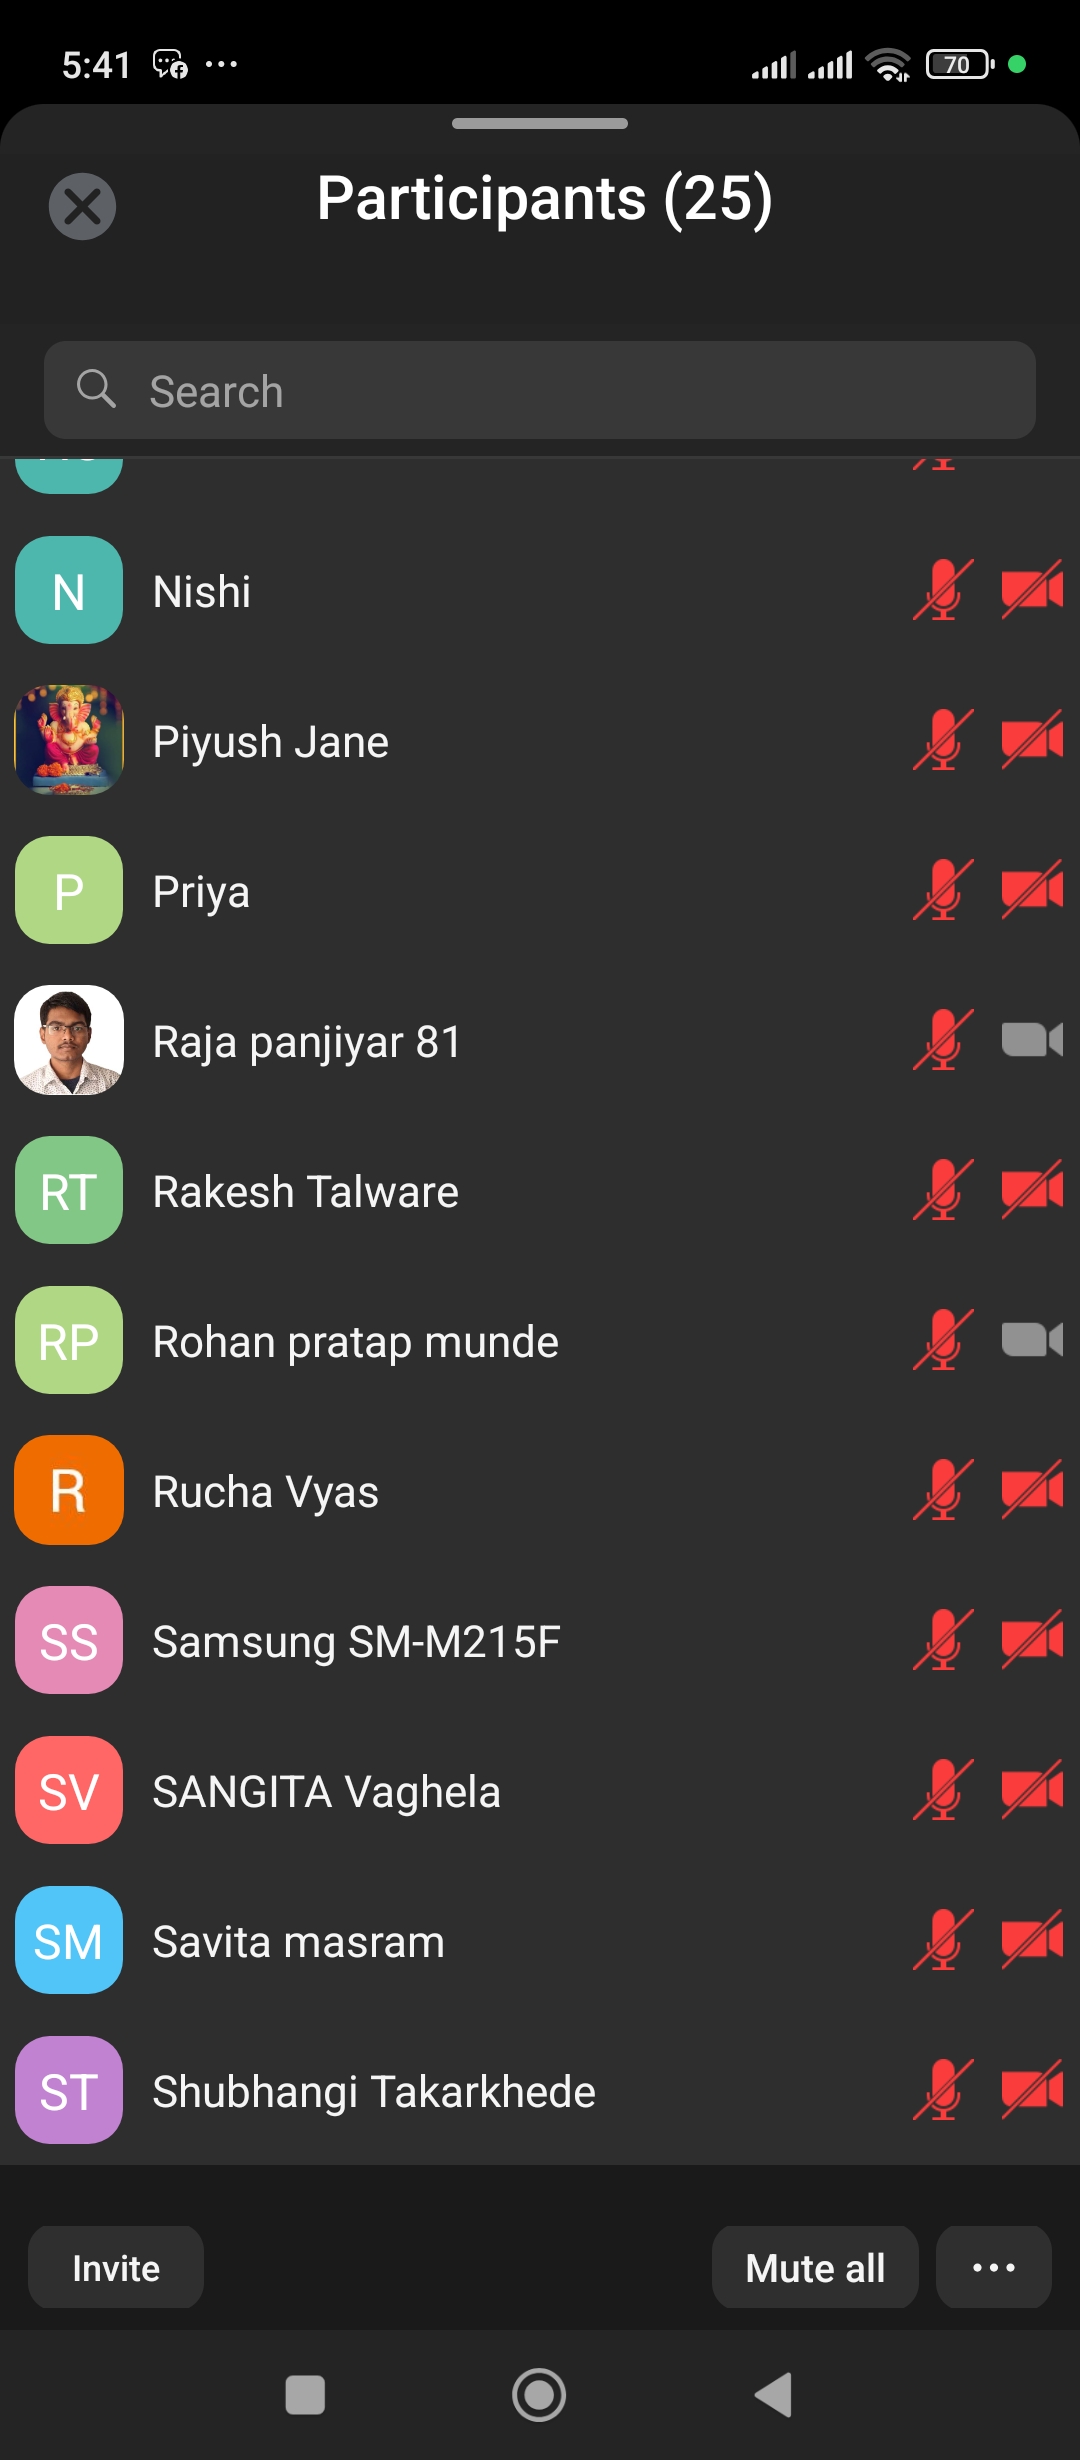 5:41
70
Participants (25)
Search
N Nishi
Piyush Jane
P Priya
Raja panjiyar 81
RT Rakesh Talware
RP Rohan pratap munde
R Rucha Vyas
SS Samsung SM-M215F
SV SANGITA Vaghela
SM Savita masram
ST Shubhangi Takarkhede
Invite Mute all